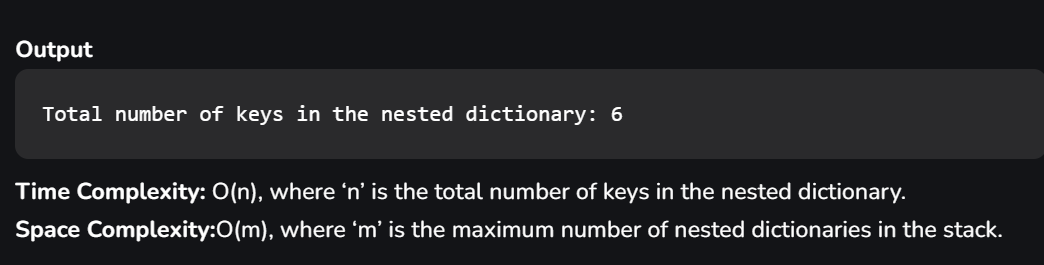 Output
Total number of keys in the nested dictionary: 6
Time Complexity: O(n), where ‘n’ is the total number of keys in the nested dictionary.
Space Complexity:O(m), where ‘m’ is the maximum number of nested dictionaries in the stack.